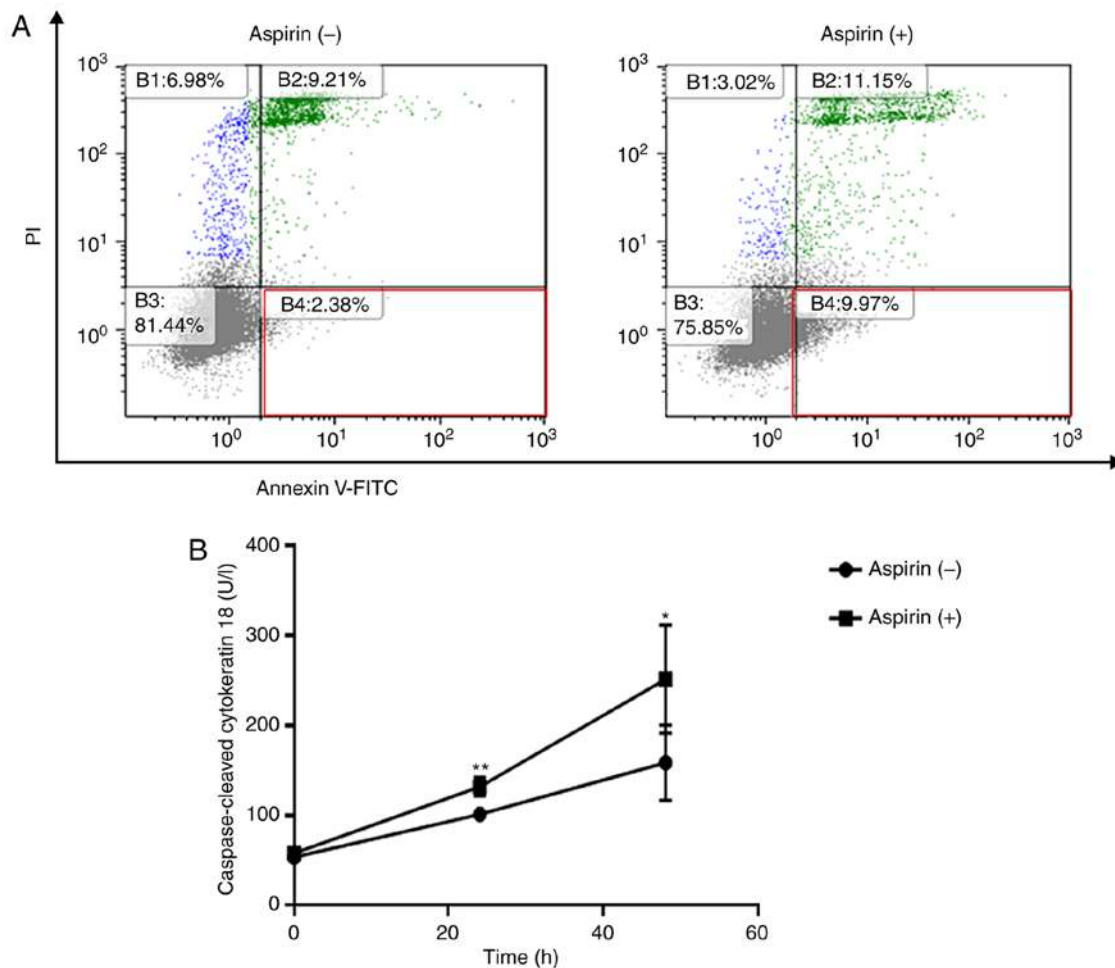 A
Aspirin (–)
Aspirin (+)
10³
B1:6.98%
B2:9.21%
10²
10¹
B3:
81.44%
B4:2.38%
10⁰
10⁰
10¹
10²
10³
10³
B1:3.02%
B2:11.15%
10²
10¹
B3:
75.85%
B4:9.97%
10⁰
10⁰
10¹
10²
10³
PI
Annexin V-FITC
B
Caspase-cleaved cytokeratin 18 (U/l)
400
300
200
100
0
**
*
0
20
40
60
Time (h)
Aspirin (–)
Aspirin (+)